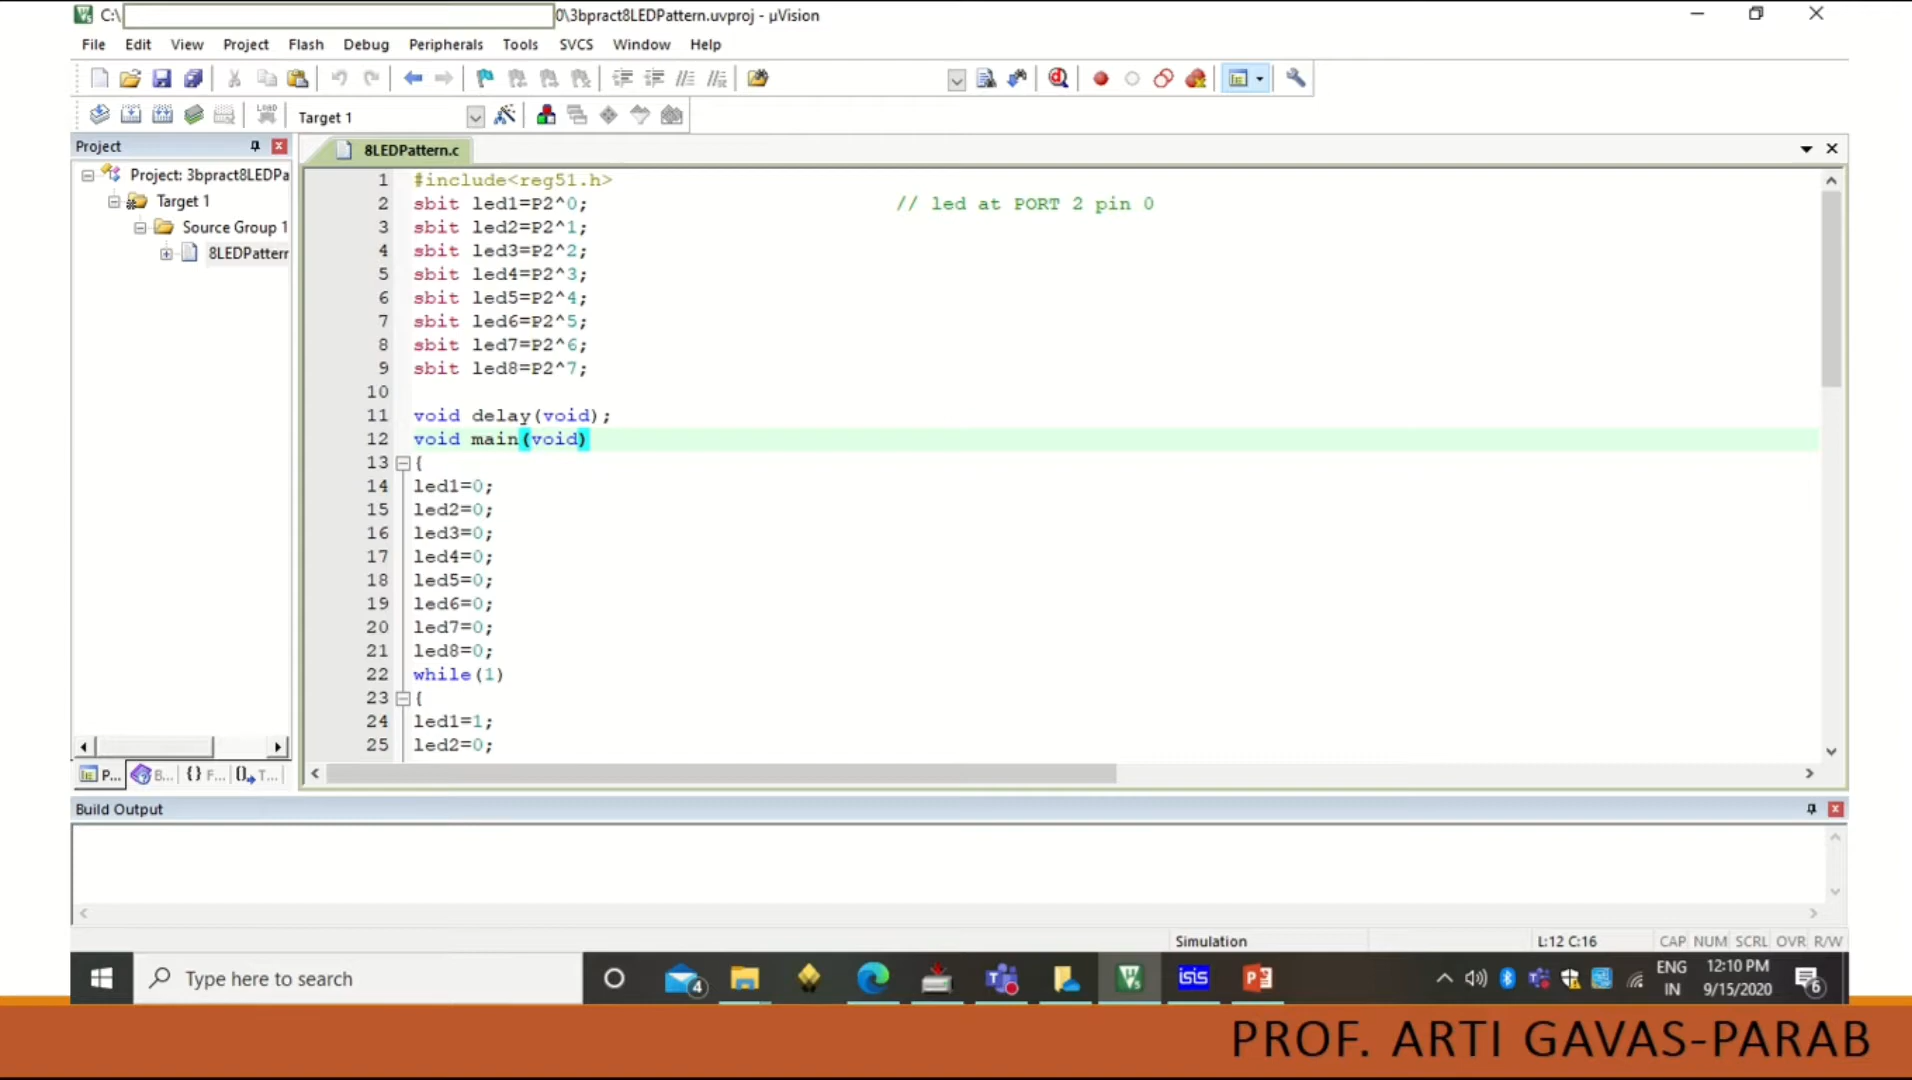 C:\ 0\3bpract8LEDPattern.uvproj - µVision
File Edit View Project Flash Debug Peripherals Tools SVCS Window Help
LOAD Target 1
Project
8LEDPattern.c
Project: 3bpract8LEDPa
Target 1
Source Group 1
8LEDPattern
1 #include<reg51.h>
2 sbit led1=P2^0; // led at PORT 2 pin 0
3 sbit led2=P2^1;
4 sbit led3=P2^2;
5 sbit led4=P2^3;
6 sbit led5=P2^4;
7 sbit led6=P2^5;
8 sbit led7=P2^6;
9 sbit led8=P2^7;
10
11 void delay(void);
12 void main(void)
13 {
14 led1=0;
15 led2=0;
16 led3=0;
17 led4=0;
18 led5=0;
19 led6=0;
20 led7=0;
21 led8=0;
22 while(1)
23 {
24 led1=1;
25 led2=0;
P... B... {} F... 0 T...
Build Output
Simulation L:12 C:16 CAP NUM SCRL OVR R/W
Type here to search
4
isis
ENG
IN
12:10 PM
9/15/2020
6
PROF. ARTI GAVAS-PARAB